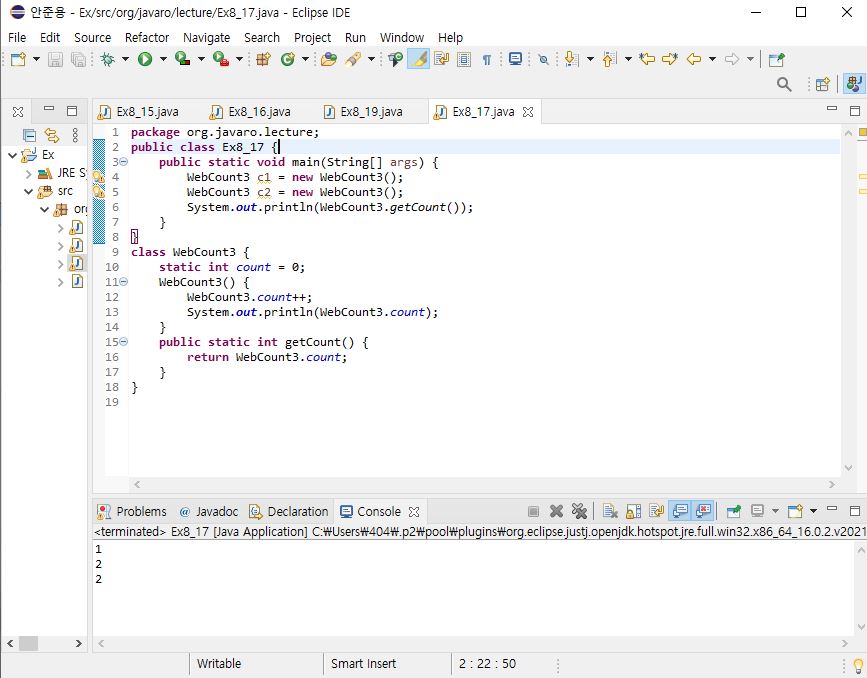 안준용 - Ex/src/org/javaro/lecture/Ex8_17.java - Eclipse IDE
File Edit Source Refactor Navigate Search Project Run Window Help
Ex8_15.java Ex8_16.java Ex8_19.java Ex8_17.java
Ex
JRE S
src
org
1 package org.javaro.lecture;
2 public class Ex8_17 {
3 public static void main(String[] args) {
4 WebCount3 c1 = new WebCount3();
5 WebCount3 c2 = new WebCount3();
6 System.out.println(WebCount3.getCount());
7 }
8 }
9 class WebCount3 {
10 static int count = 0;
11 WebCount3() {
12 WebCount3.count++;
13 System.out.println(WebCount3.count);
14 }
15 public static int getCount() {
16 return WebCount3.count;
17 }
18 }
19
Problems @ Javadoc Declaration Console
<terminated> Ex8_17 [Java Application] C:₩Users₩404₩.p2₩pool₩plugins₩org.eclipse.justj.openjdk.hotspot.jre.full.win32.x86_64_16.0.2.v2021
1
2
2
Writable Smart Insert 2 : 22 : 50